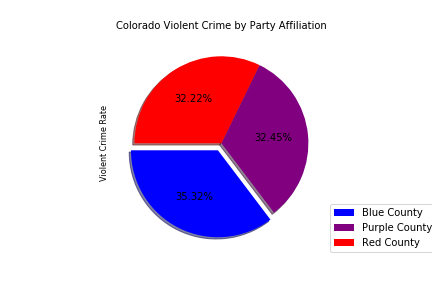 Colorado Violent Crime by Party Affiliation
Violent Crime Rate
32.22%
32.45%
35.32%
Blue County
Purple County
Red County